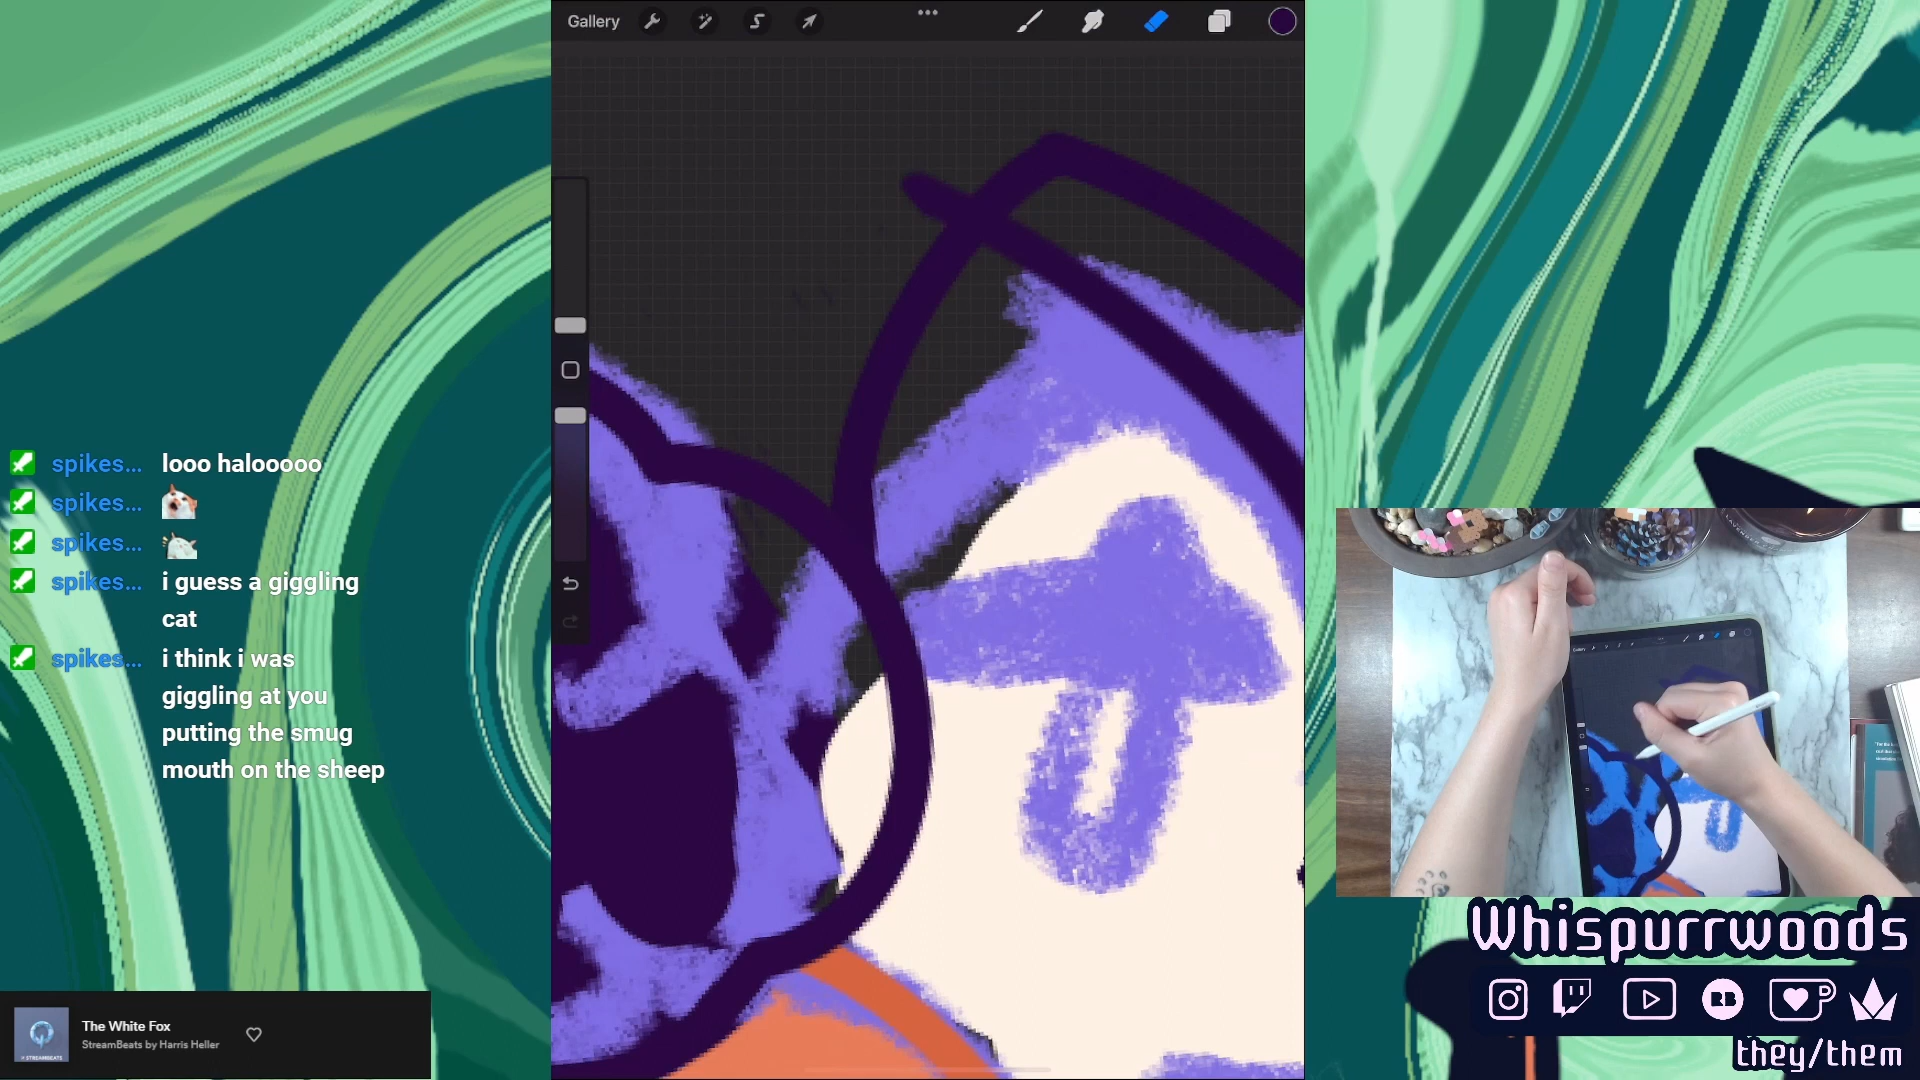 Gallery
spikes... looo halooooo
spikes...
spikes...
spikes... i guess a giggling
cat
spikes... i think i was
giggling at you
putting the smug
mouth on the sheep
The White Fox
StreamBeats by Harris Heller
Whispurrwoods
they/them